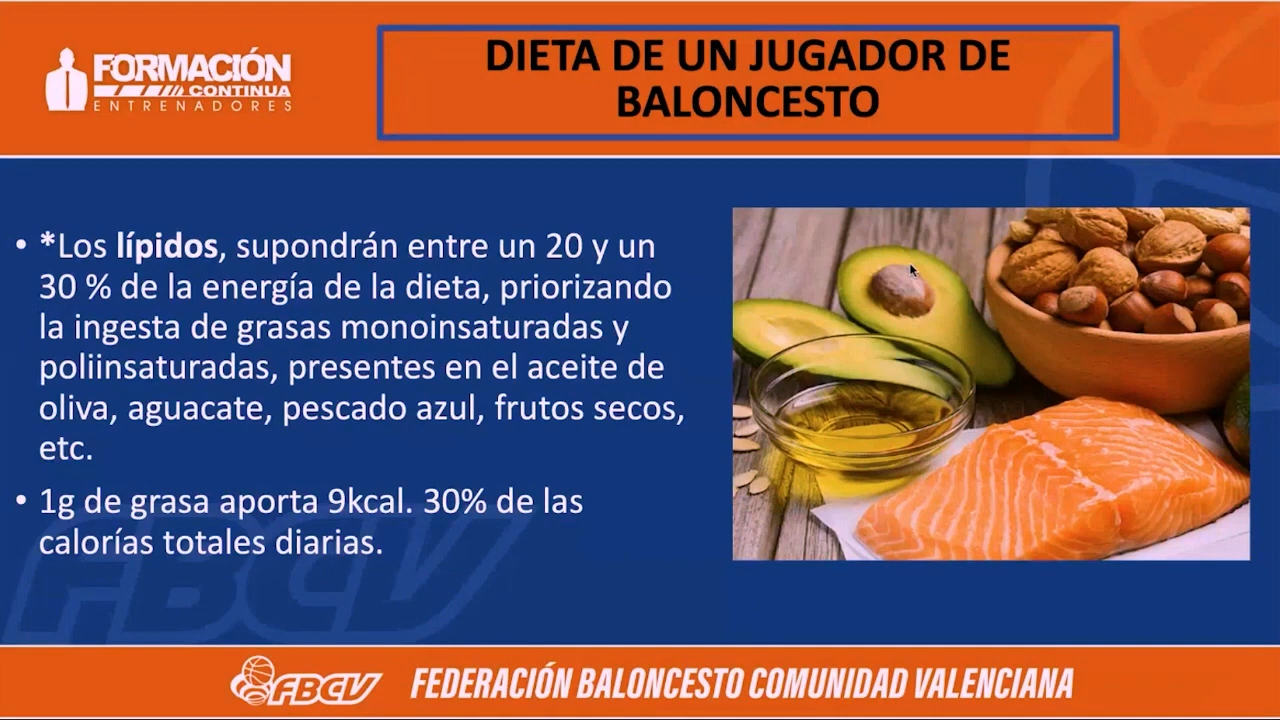 FORMACIÓN
CONTINUA
ENTRENADORES
DIETA DE UN JUGADOR DE
BALONCESTO
• *Los lípidos, supondrán entre un 20 y un
30 % de la energía de la dieta, priorizando
la ingesta de grasas monoinsaturadas y
poliinsaturadas, presentes en el aceite de
oliva, aguacate, pescado azul, frutos secos,
etc.
• 1g de grasa aporta 9kcal. 30% de las
calorías totales diarias.
FBCV
FBCV FEDERACIÓN BALONCESTO COMUNIDAD VALENCIANA